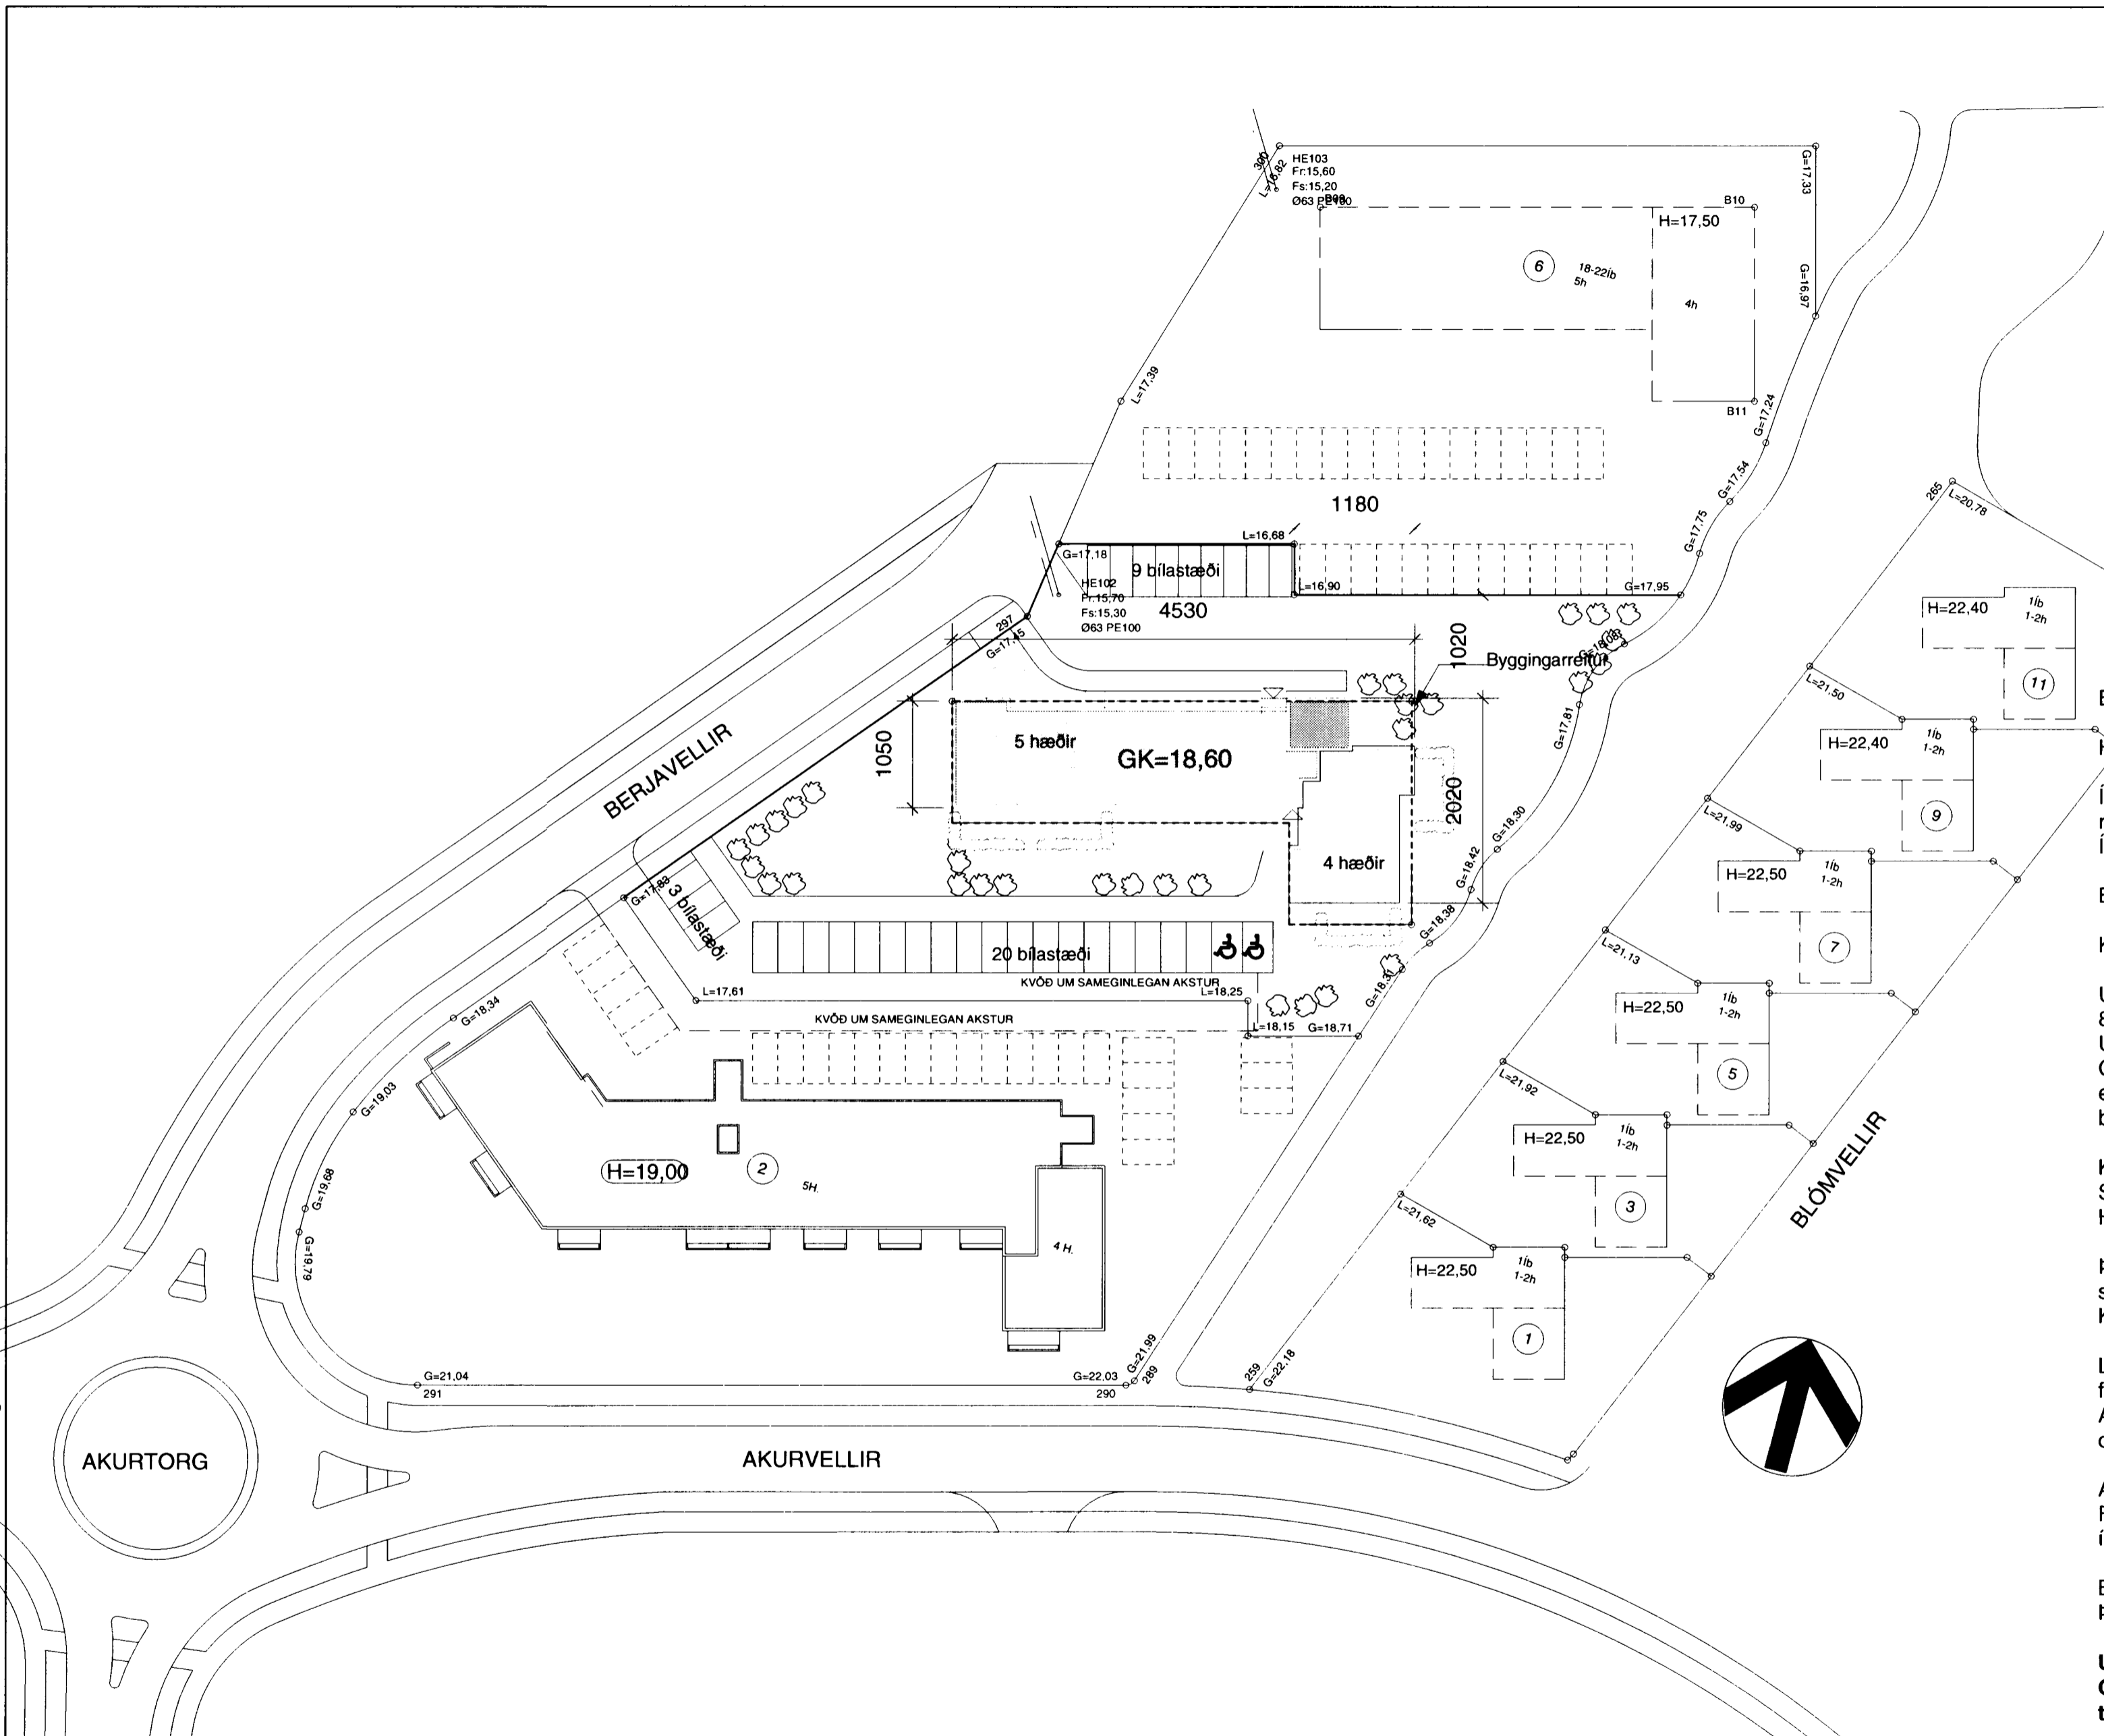 300
L=16,82
HE103
Fr:15,60
Fs:15,20
Ø63 PE100
B10
H=17,50
G=17,33
6
18-22íb
5h
4h
G=16,97
L=17,39
B11
G=17,24
G=17,54
1180
G=17,75
265
L=20,78
L=16,68
G=17,18
9 bílastæði
HE102
Fr:15,70
Fs:15,30
Ø63 PE100
L=16,90
4530
G=17,95
297
G=17,45
1020
Byggingarreitur
H=22,40
1íb
1-2h
11
L=21,50
BERJAVELLIR
1050
5 hæðir
GK=18,60
G=17,81
H=22,40
1íb
1-2h
9
2020
L=21,99
G=18,30
4 hæðir
G=18,42
H=22,50
1íb
1-2h
7
G=17,83
3 bílastæði
L=21,13
G=18,38
20 bílastæði
KVÖÐ UM SAMEGINLEGAN AKSTUR
G=18,31
L=17,61
L=18,25
H=22,50
1íb
1-2h
5
G=18,34
KVÖÐ UM SAMEGINLEGAN AKSTUR
L=18,15
G=18,71
L=21,92
G=19,03
H=22,50
1íb
1-2h
3
H=19,00
2
5H.
G=19,68
L=21,62
BLÓMVELLIR
G=19,79
4 H.
H=22,50
1íb
1-2h
1
G=21,04
291
G=22,03
290
G=21,99
289
259
G=22,18
AKURTORG
AKURVELLIR